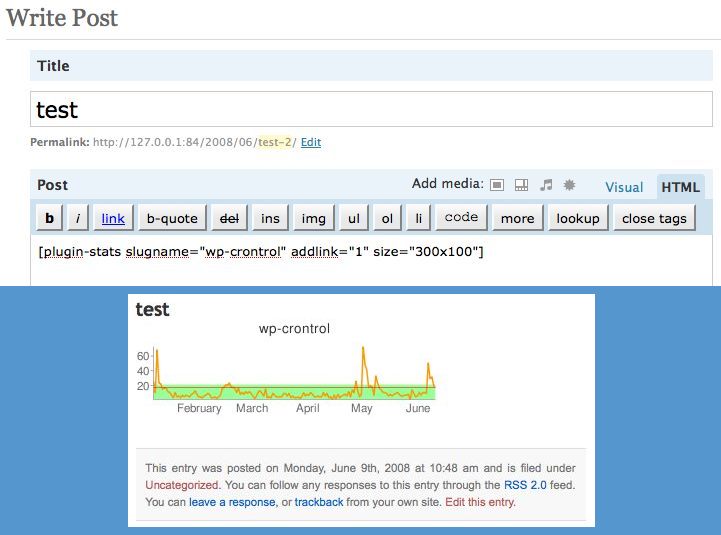 Write Post
Title
test
Permalink: http://127.0.0.1:84/2008/06/test-2/ Edit
Post Add media: Visual HTML
b i link b-quote del ins img ul ol li code more lookup close tags
[plugin-stats slugname="wp-crontrol" addlink="1" size="300x100"]
test
wp-crontrol
60
40
20
February March April May June
This entry was posted on Monday, June 9th, 2008 at 10:48 am and is filed under
Uncategorized. You can follow any responses to this entry through the RSS 2.0 feed.
You can leave a response, or trackback from your own site. Edit this entry.